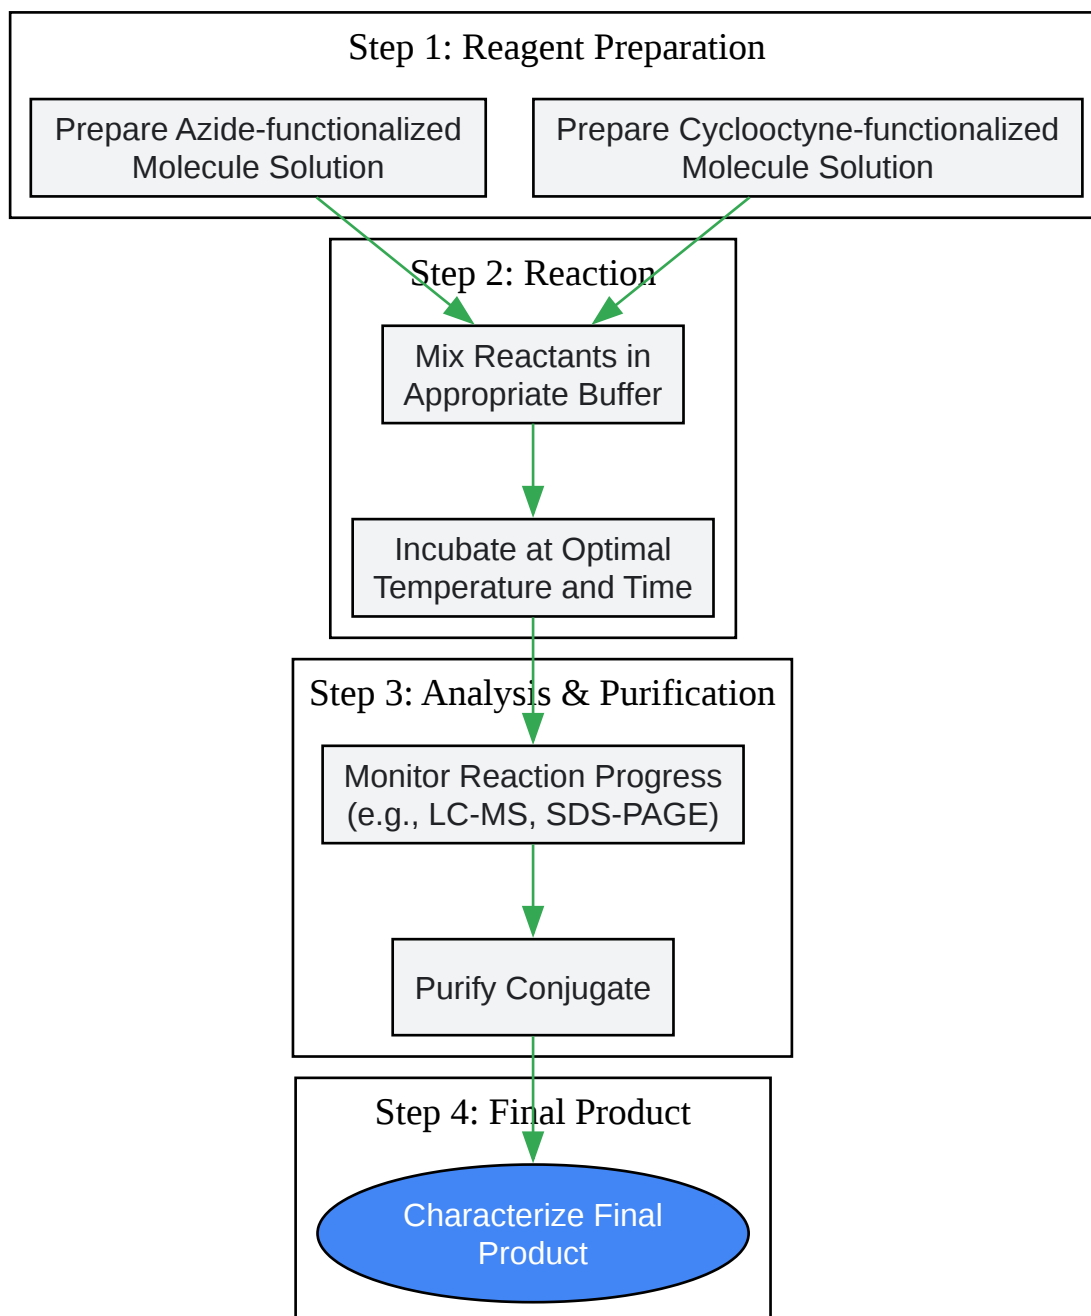 Step 1: Reagent Preparation
Prepare Azide-functionalized
Molecule Solution
Prepare Cyclooctyne-functionalized
Molecule Solution
Step 2: Reaction
Mix Reactants in
Appropriate Buffer
Incubate at Optimal
Temperature and Time
Step 3: Analysis & Purification
Monitor Reaction Progress
(e.g., LC-MS, SDS-PAGE)
Purify Conjugate
Step 4: Final Product
Characterize Final
Product